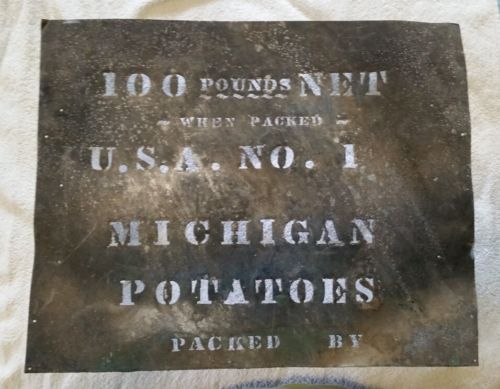 100 POUNDS NET
~ WHEN PACKED ~
U.S.A. NO. 1
MICHIGAN
POTATOES
PACKED BY